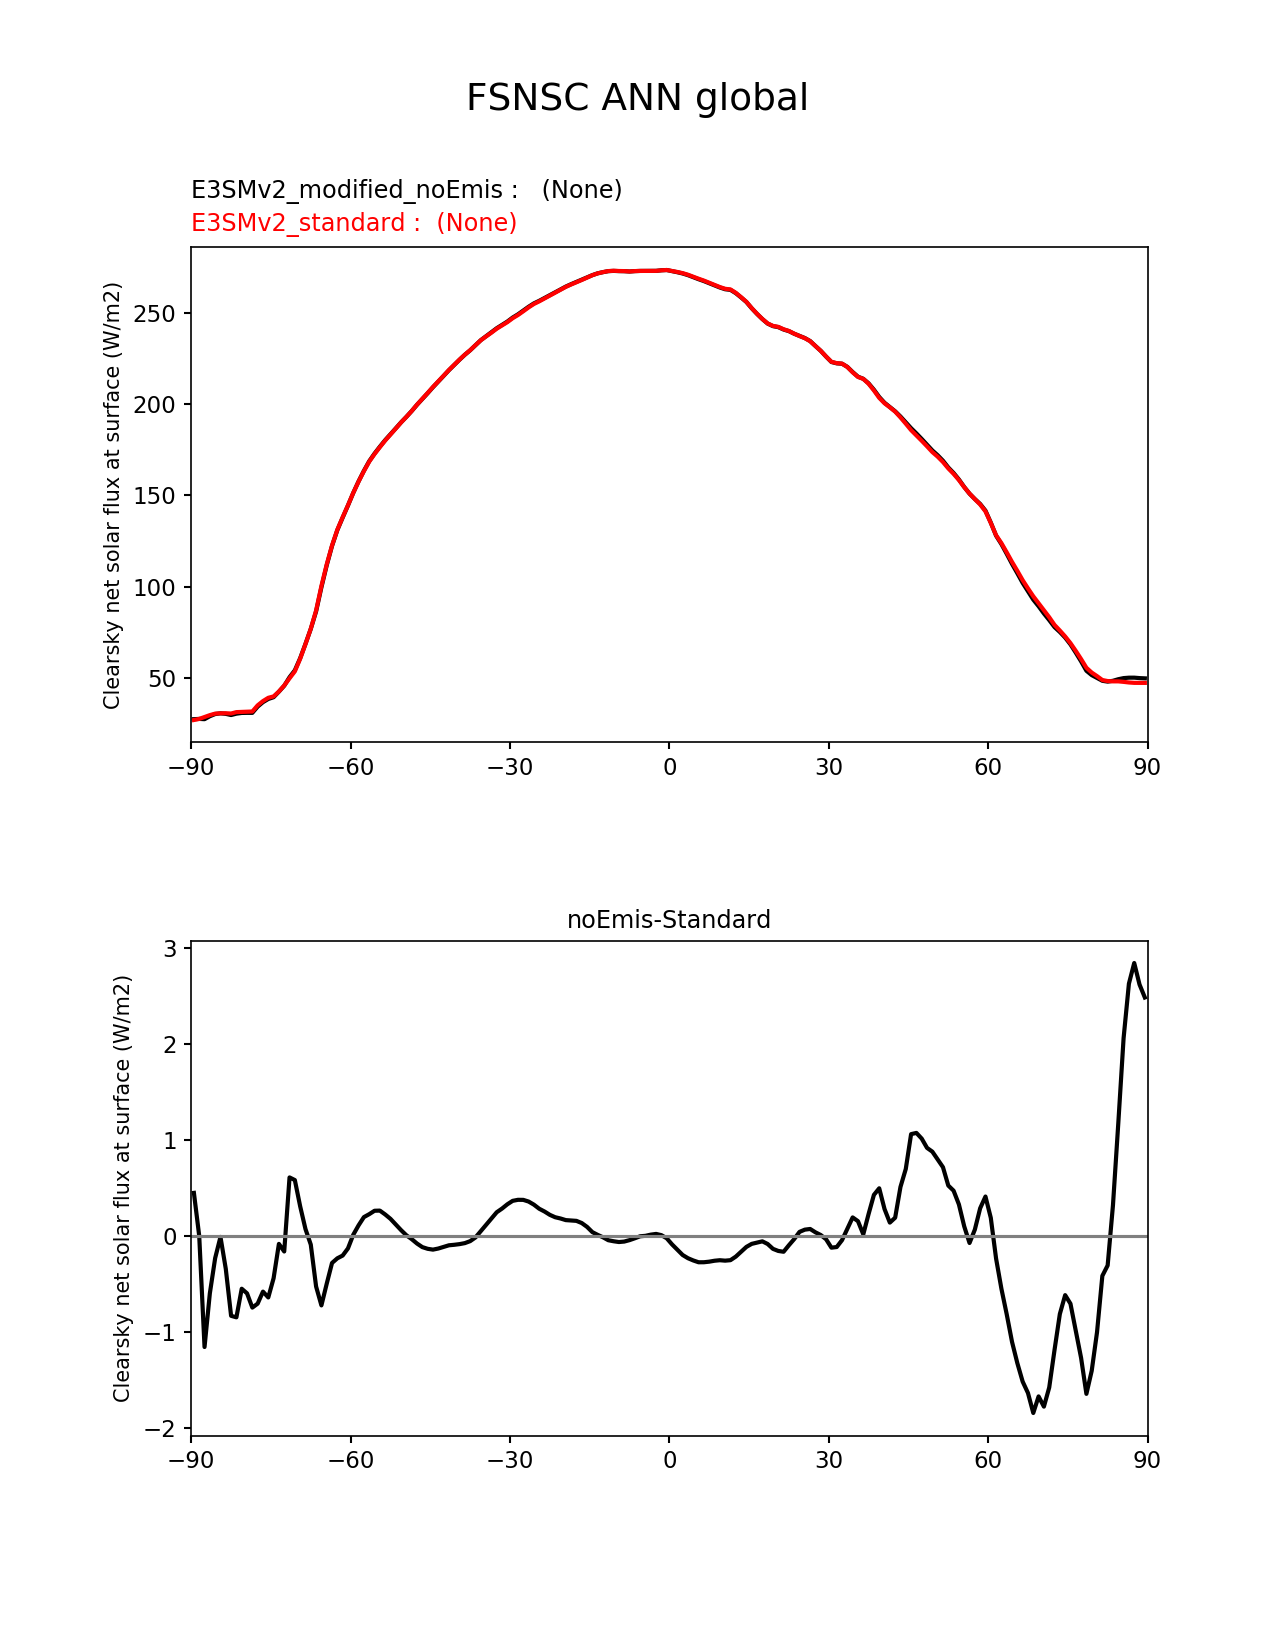 FSNSC ANN global
E3SMv2_modified_noEmis :   (None)
E3SMv2_standard :  (None)
Clearsky net solar flux at surface (W/m2)
250
200
150
100
50
−90 −60 −30 0 30 60 90
noEmis-Standard
Clearsky net solar flux at surface (W/m2)
3
2
1
0
−1
−2
−90 −60 −30 0 30 60 90